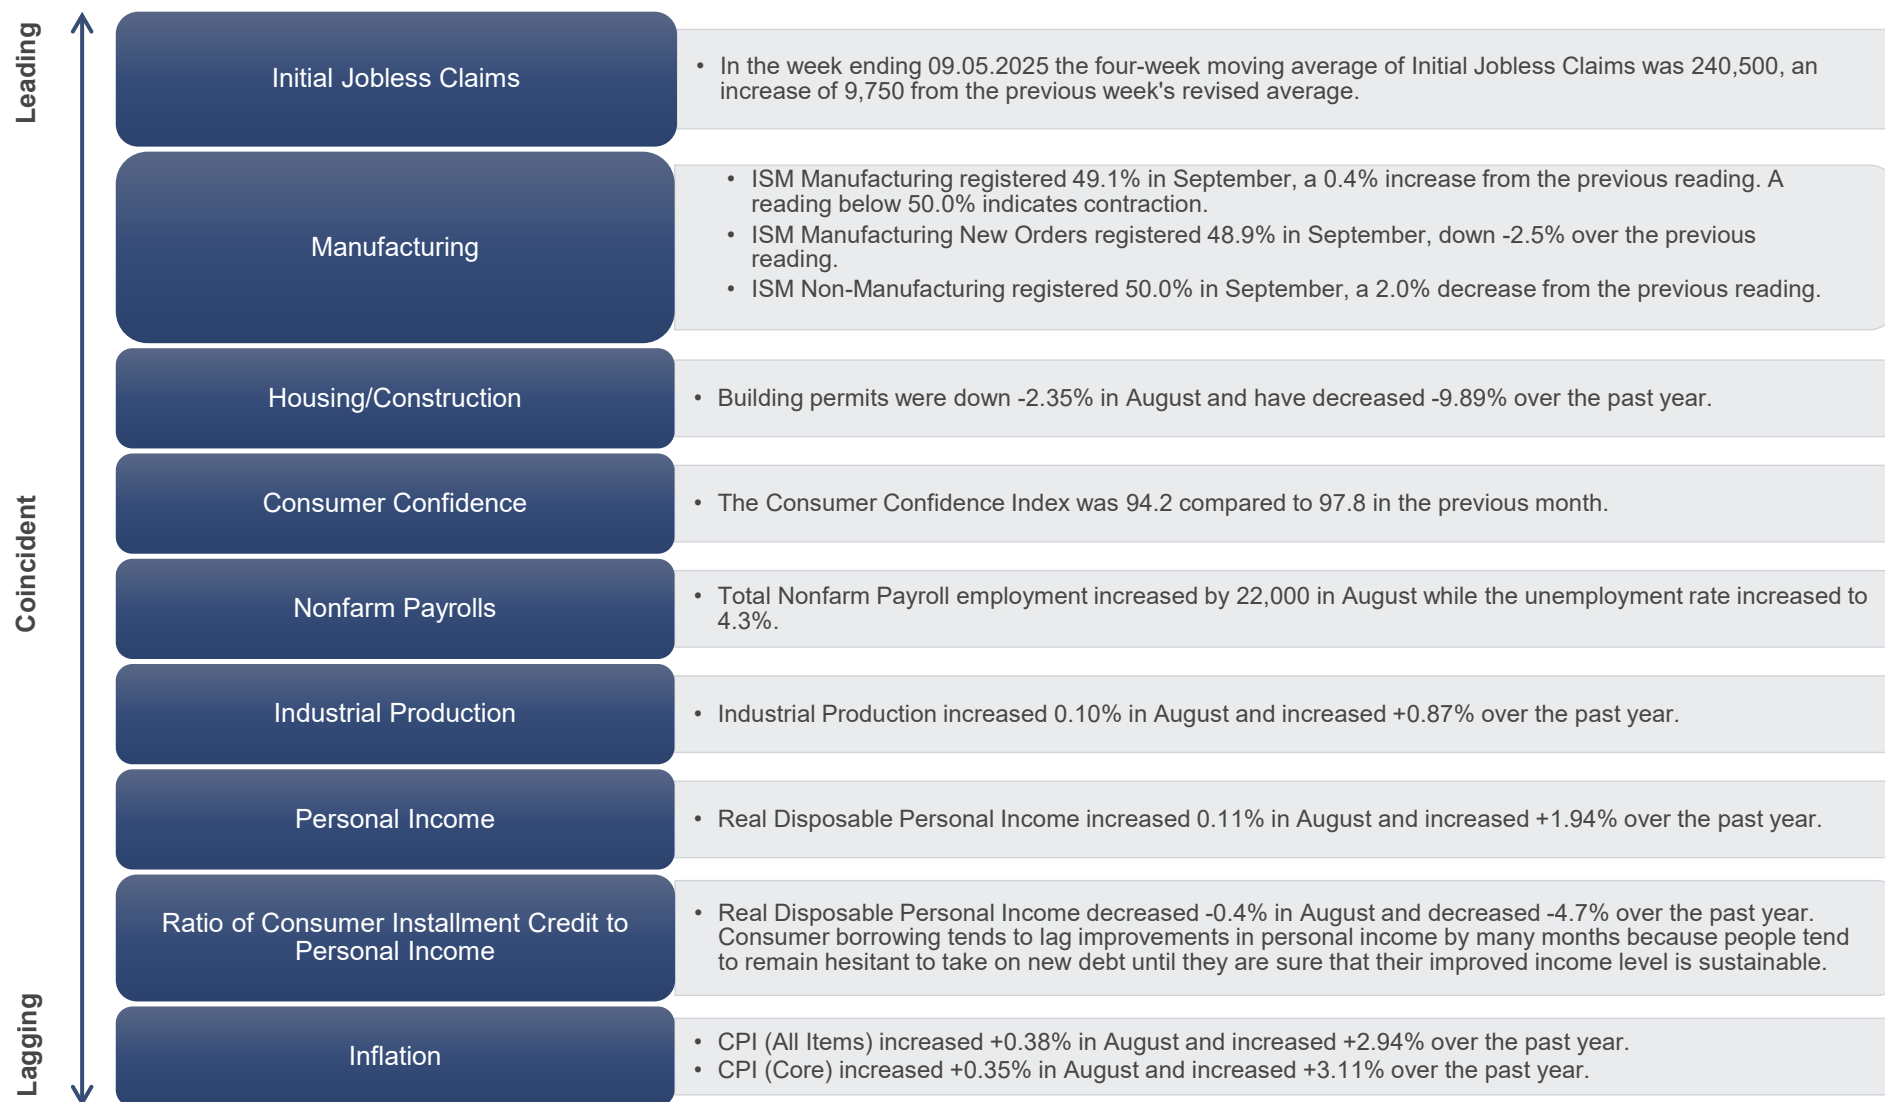 Leading
Initial Jobless Claims
• In the week ending 09.05.2025 the four-week moving average of Initial Jobless Claims was 240,500, an
increase of 9,750 from the previous week's revised average.
Manufacturing
• ISM Manufacturing registered 49.1% in September, a 0.4% increase from the previous reading. A
reading below 50.0% indicates contraction.
• ISM Manufacturing New Orders registered 48.9% in September, down -2.5% over the previous
reading.
• ISM Non-Manufacturing registered 50.0% in September, a 2.0% decrease from the previous reading.
Housing/Construction
• Building permits were down -2.35% in August and have decreased -9.89% over the past year.
Coincident
Consumer Confidence
• The Consumer Confidence Index was 94.2 compared to 97.8 in the previous month.
Nonfarm Payrolls
• Total Nonfarm Payroll employment increased by 22,000 in August while the unemployment rate increased to
4.3%.
Industrial Production
• Industrial Production increased 0.10% in August and increased +0.87% over the past year.
Personal Income
• Real Disposable Personal Income increased 0.11% in August and increased +1.94% over the past year.
Ratio of Consumer Installment Credit to
Personal Income
• Real Disposable Personal Income decreased -0.4% in August and decreased -4.7% over the past year.
Consumer borrowing tends to lag improvements in personal income by many months because people tend
to remain hesitant to take on new debt until they are sure that their improved income level is sustainable.
Lagging
Inflation
• CPI (All Items) increased +0.38% in August and increased +2.94% over the past year.
• CPI (Core) increased +0.35% in August and increased +3.11% over the past year.